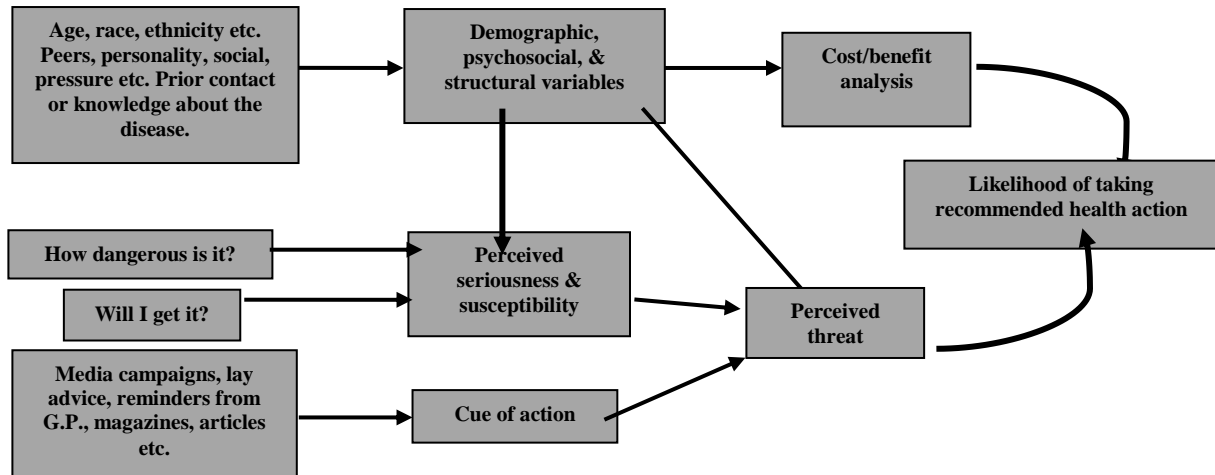 Age, race, ethnicity etc.
Peers, personality, social,
pressure etc. Prior contact
or knowledge about the
disease.
Demographic,
psychosocial, &
structural variables
Cost/benefit
analysis
Likelihood of taking
recommended health action
How dangerous is it?
Will I get it?
Perceived
seriousness &
susceptibility
Perceived
threat
Media campaigns, lay
advice, reminders from
G.P., magazines, articles
etc.
Cue of action